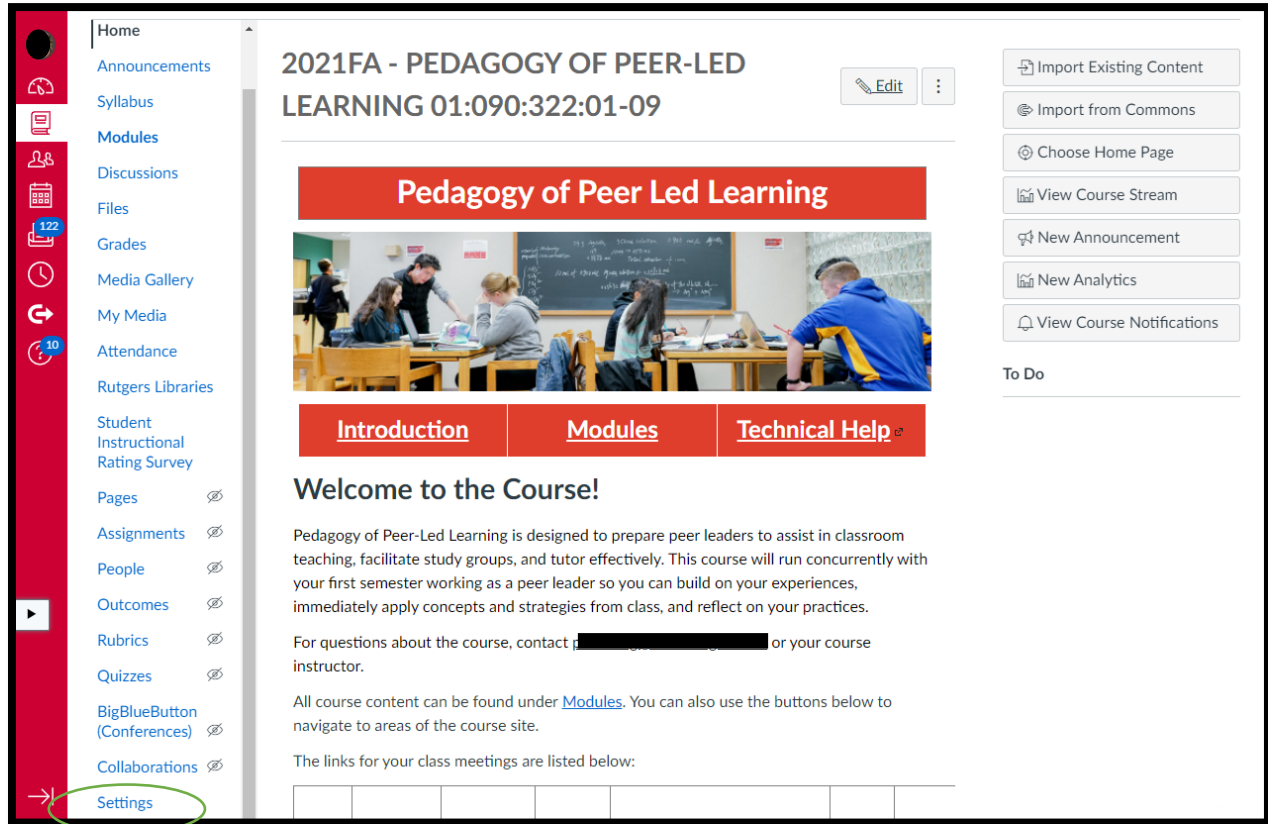 Home
Announcements
Syllabus
Modules
Discussions
Files
Grades
Media Gallery
My Media
Attendance
Rutgers Libraries
Student
Instructional
Rating Survey
Pages
Assignments
People
Outcomes
Rubrics
Quizzes
BigBlueButton
(Conferences)
Collaborations
Settings
122
10
2021FA - PEDAGOGY OF PEER-LED
LEARNING 01:090:322:01-09
Edit
Pedagogy of Peer Led Learning
Introduction Modules Technical Help
Welcome to the Course!
Pedagogy of Peer-Led Learning is designed to prepare peer leaders to assist in classroom
teaching, facilitate study groups, and tutor effectively. This course will run concurrently with
your first semester working as a peer leader so you can build on your experiences,
immediately apply concepts and strategies from class, and reflect on your practices.
For questions about the course, contact or your course
instructor.
All course content can be found under Modules. You can also use the buttons below to
navigate to areas of the course site.
The links for your class meetings are listed below:
Import Existing Content
Import from Commons
Choose Home Page
View Course Stream
New Announcement
New Analytics
View Course Notifications
To Do